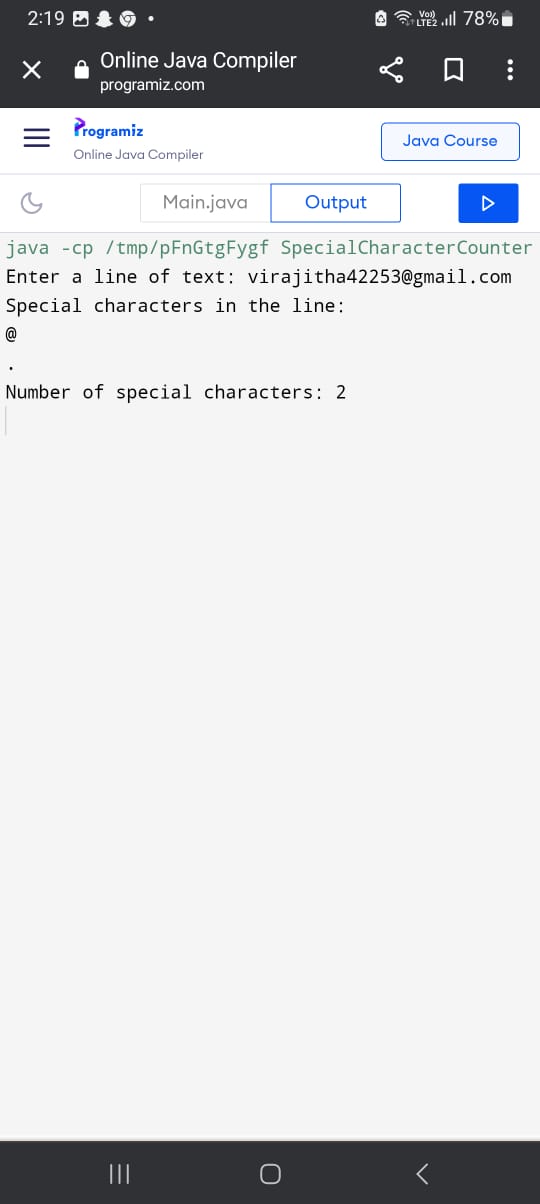 2:19 Vo)) LTE2 78%
Online Java Compiler
programiz.com
Programiz
Online Java Compiler
Java Course
Main.java Output
java -cp /tmp/pFnGtgFygf SpecialCharacterCounter
Enter a line of text: virajitha42253@gmail.com
Special characters in the line:
@
.
Number of special characters: 2